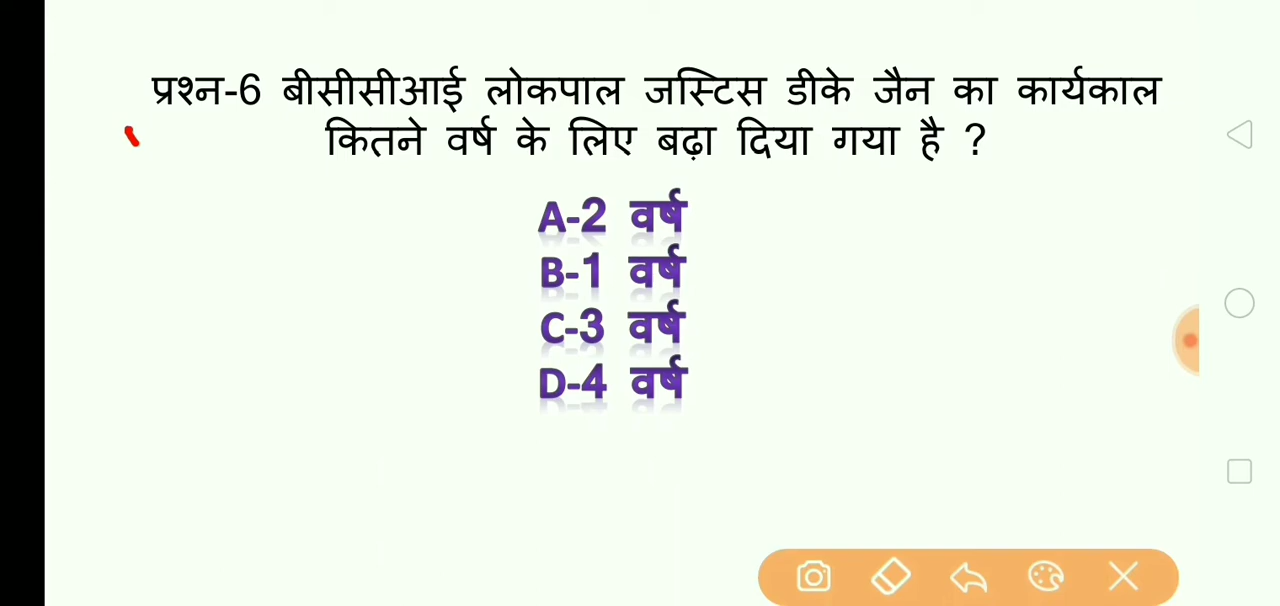 प्रश्न-6 बीसीसीआई लोकपाल जस्टिस डीके जैन का कार्यकाल
कितने वर्ष के लिए बढ़ा दिया गया है ?
A-2 वर्ष
B-1 वर्ष
C-3 वर्ष
D-4 वर्ष